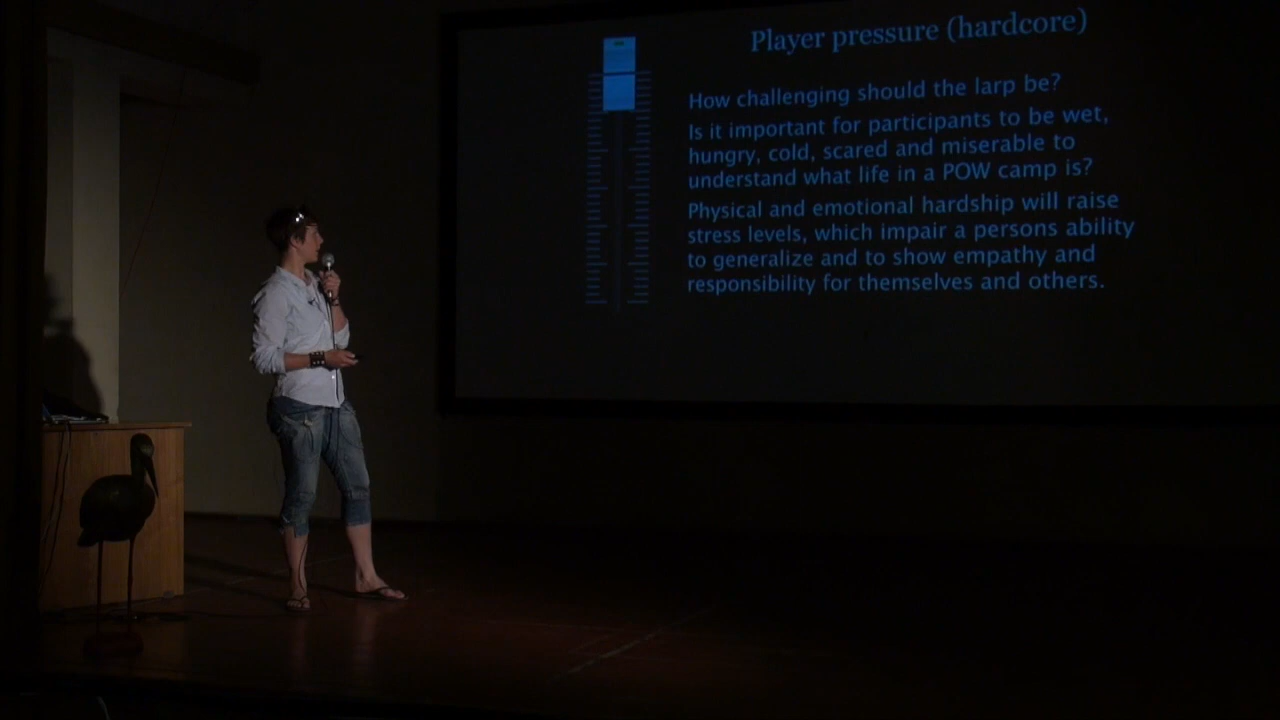 Player pressure (hardcore)
How challenging should the larp be?
Is it important for participants to be wet,
hungry, cold, scared and miserable to
understand what life in a POW camp is?
Physical and emotional hardship will raise
stress levels, which impair a persons ability
to generalize and to show empathy and
responsibility for themselves and others.